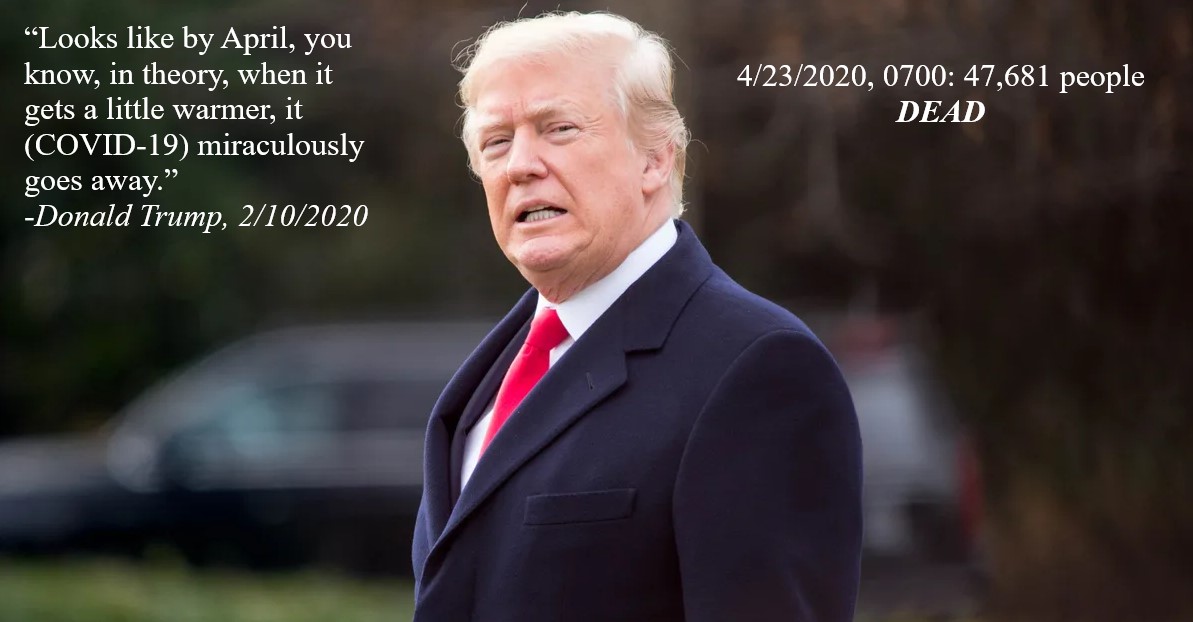 “Looks like by April, you
know, in theory, when it
gets a little warmer, it
(COVID-19) miraculously
goes away.”
-Donald Trump, 2/10/2020
4/23/2020, 0700: 47,681 people
DEAD